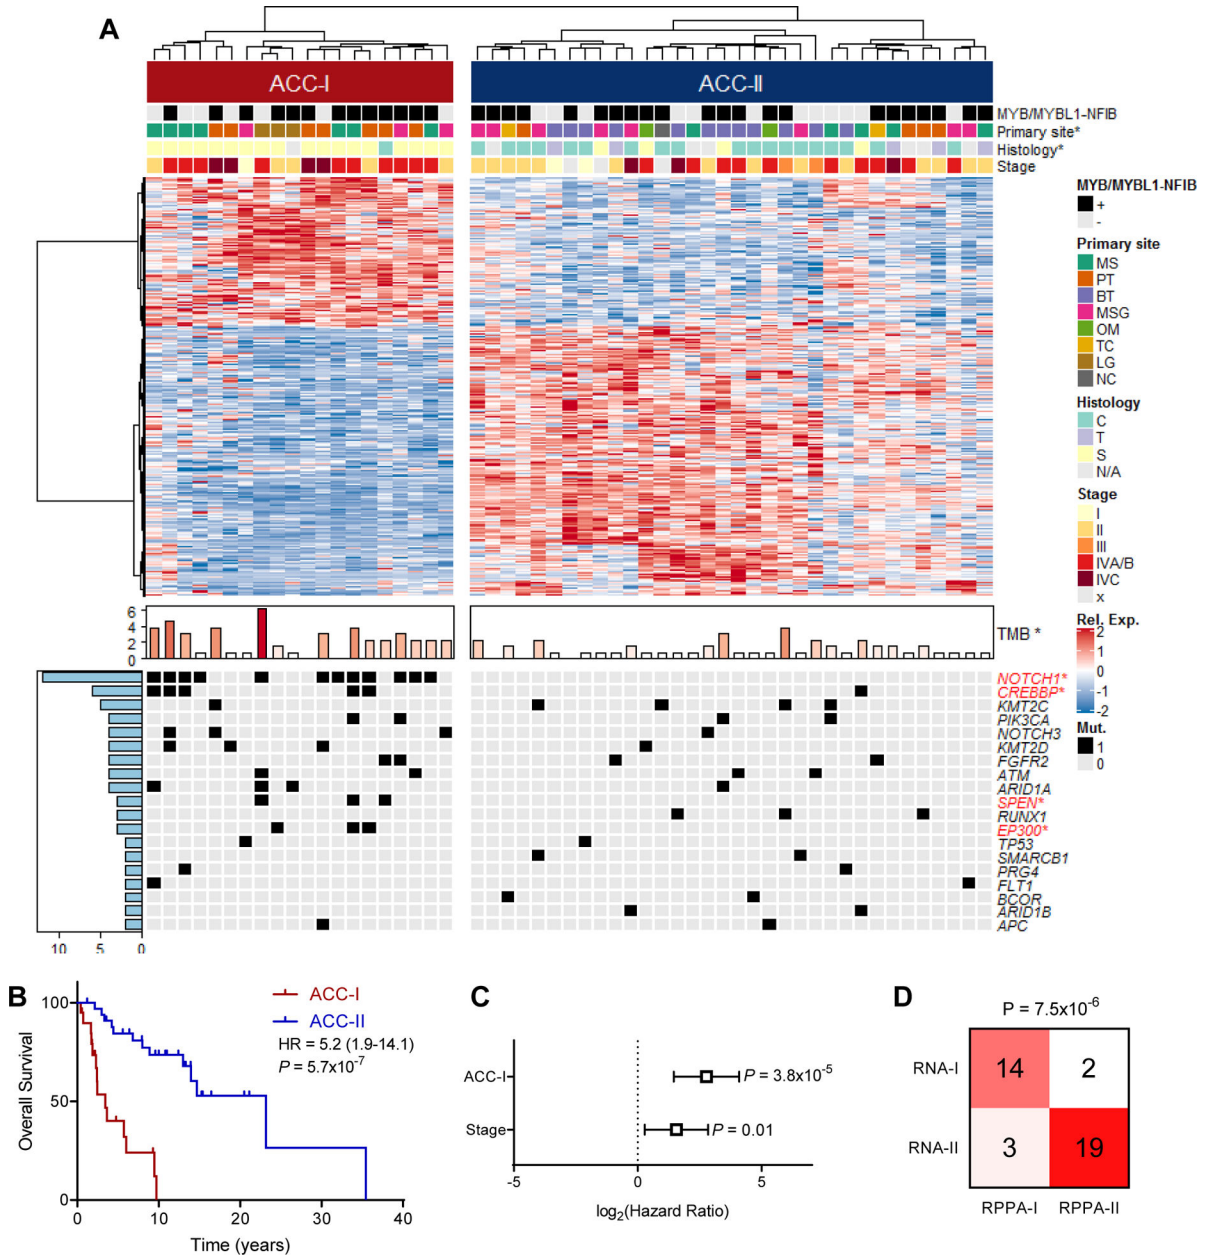 A
ACC-I
ACC-II
MYB/MYBL1-NFIB
Primary site*
Histology*
Stage
MYB/MYBL1-NFIB
+
-
Primary site
MS
PT
BT
MSG
OM
TC
LG
NC
Histology
C
T
S
N/A
Stage
I
II
III
IVA/B
IVC
x
Rel. Exp.
2
1
0
-1
-2
Mut.
1
0
6
4
2
0
TMB *
NOTCH1*
CREBBP*
KMT2C
PIK3CA
NOTCH3
KMT2D
FGFR2
ATM
ARID1A
SPEN*
RUNX1
EP300*
TP53
SMARCB1
PRG4
FLT1
BCOR
ARID1B
APC
10 5 0
B
ACC-I
ACC-II
HR = 5.2 (1.9-14.1)
P = 5.7x10-7
Overall Survival
100
50
0
0 10 20 30 40
Time (years)
C
ACC-I
P = 3.8x10-5
Stage
P = 0.01
-5 0 5
log2(Hazard Ratio)
D
P = 7.5x10-6
RNA-I 14 2
RNA-II 3 19
RPPA-I RPPA-II